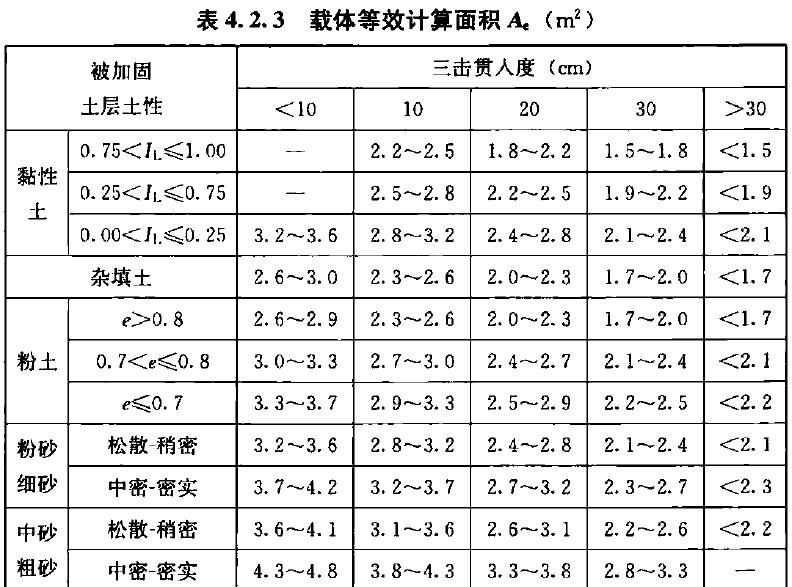 表 4.2.3 载体等效计算面积 Aₑ (m²)
被加固 三击贯入度 (cm)
土层土性 <10 10 20 30 >30
黏性土 0.75<I_L≤1.00 — 2.2~2.5 1.8~2.2 1.5~1.8 <1.5
0.25<I_L≤0.75 — 2.5~2.8 2.2~2.5 1.9~2.2 <1.9
0.00<I_L≤0.25 3.2~3.6 2.8~3.2 2.4~2.8 2.1~2.4 <2.1
杂填土 2.6~3.0 2.3~2.6 2.0~2.3 1.7~2.0 <1.7
粉土 e>0.8 2.6~2.9 2.3~2.6 2.0~2.3 1.7~2.0 <1.7
0.7<e≤0.8 3.0~3.3 2.7~3.0 2.4~2.7 2.1~2.4 <2.1
e≤0.7 3.3~3.7 2.9~3.3 2.5~2.9 2.2~2.5 <2.2
粉砂 松散-稍密 3.2~3.6 2.8~3.2 2.4~2.8 2.1~2.4 <2.1
细砂 中密-密实 3.7~4.2 3.2~3.7 2.7~3.2 2.3~2.7 <2.3
中砂 松散-稍密 3.6~4.1 3.1~3.6 2.6~3.1 2.2~2.6 <2.2
粗砂 中密-密实 4.3~4.8 3.8~4.3 3.3~3.8 2.8~3.3 —